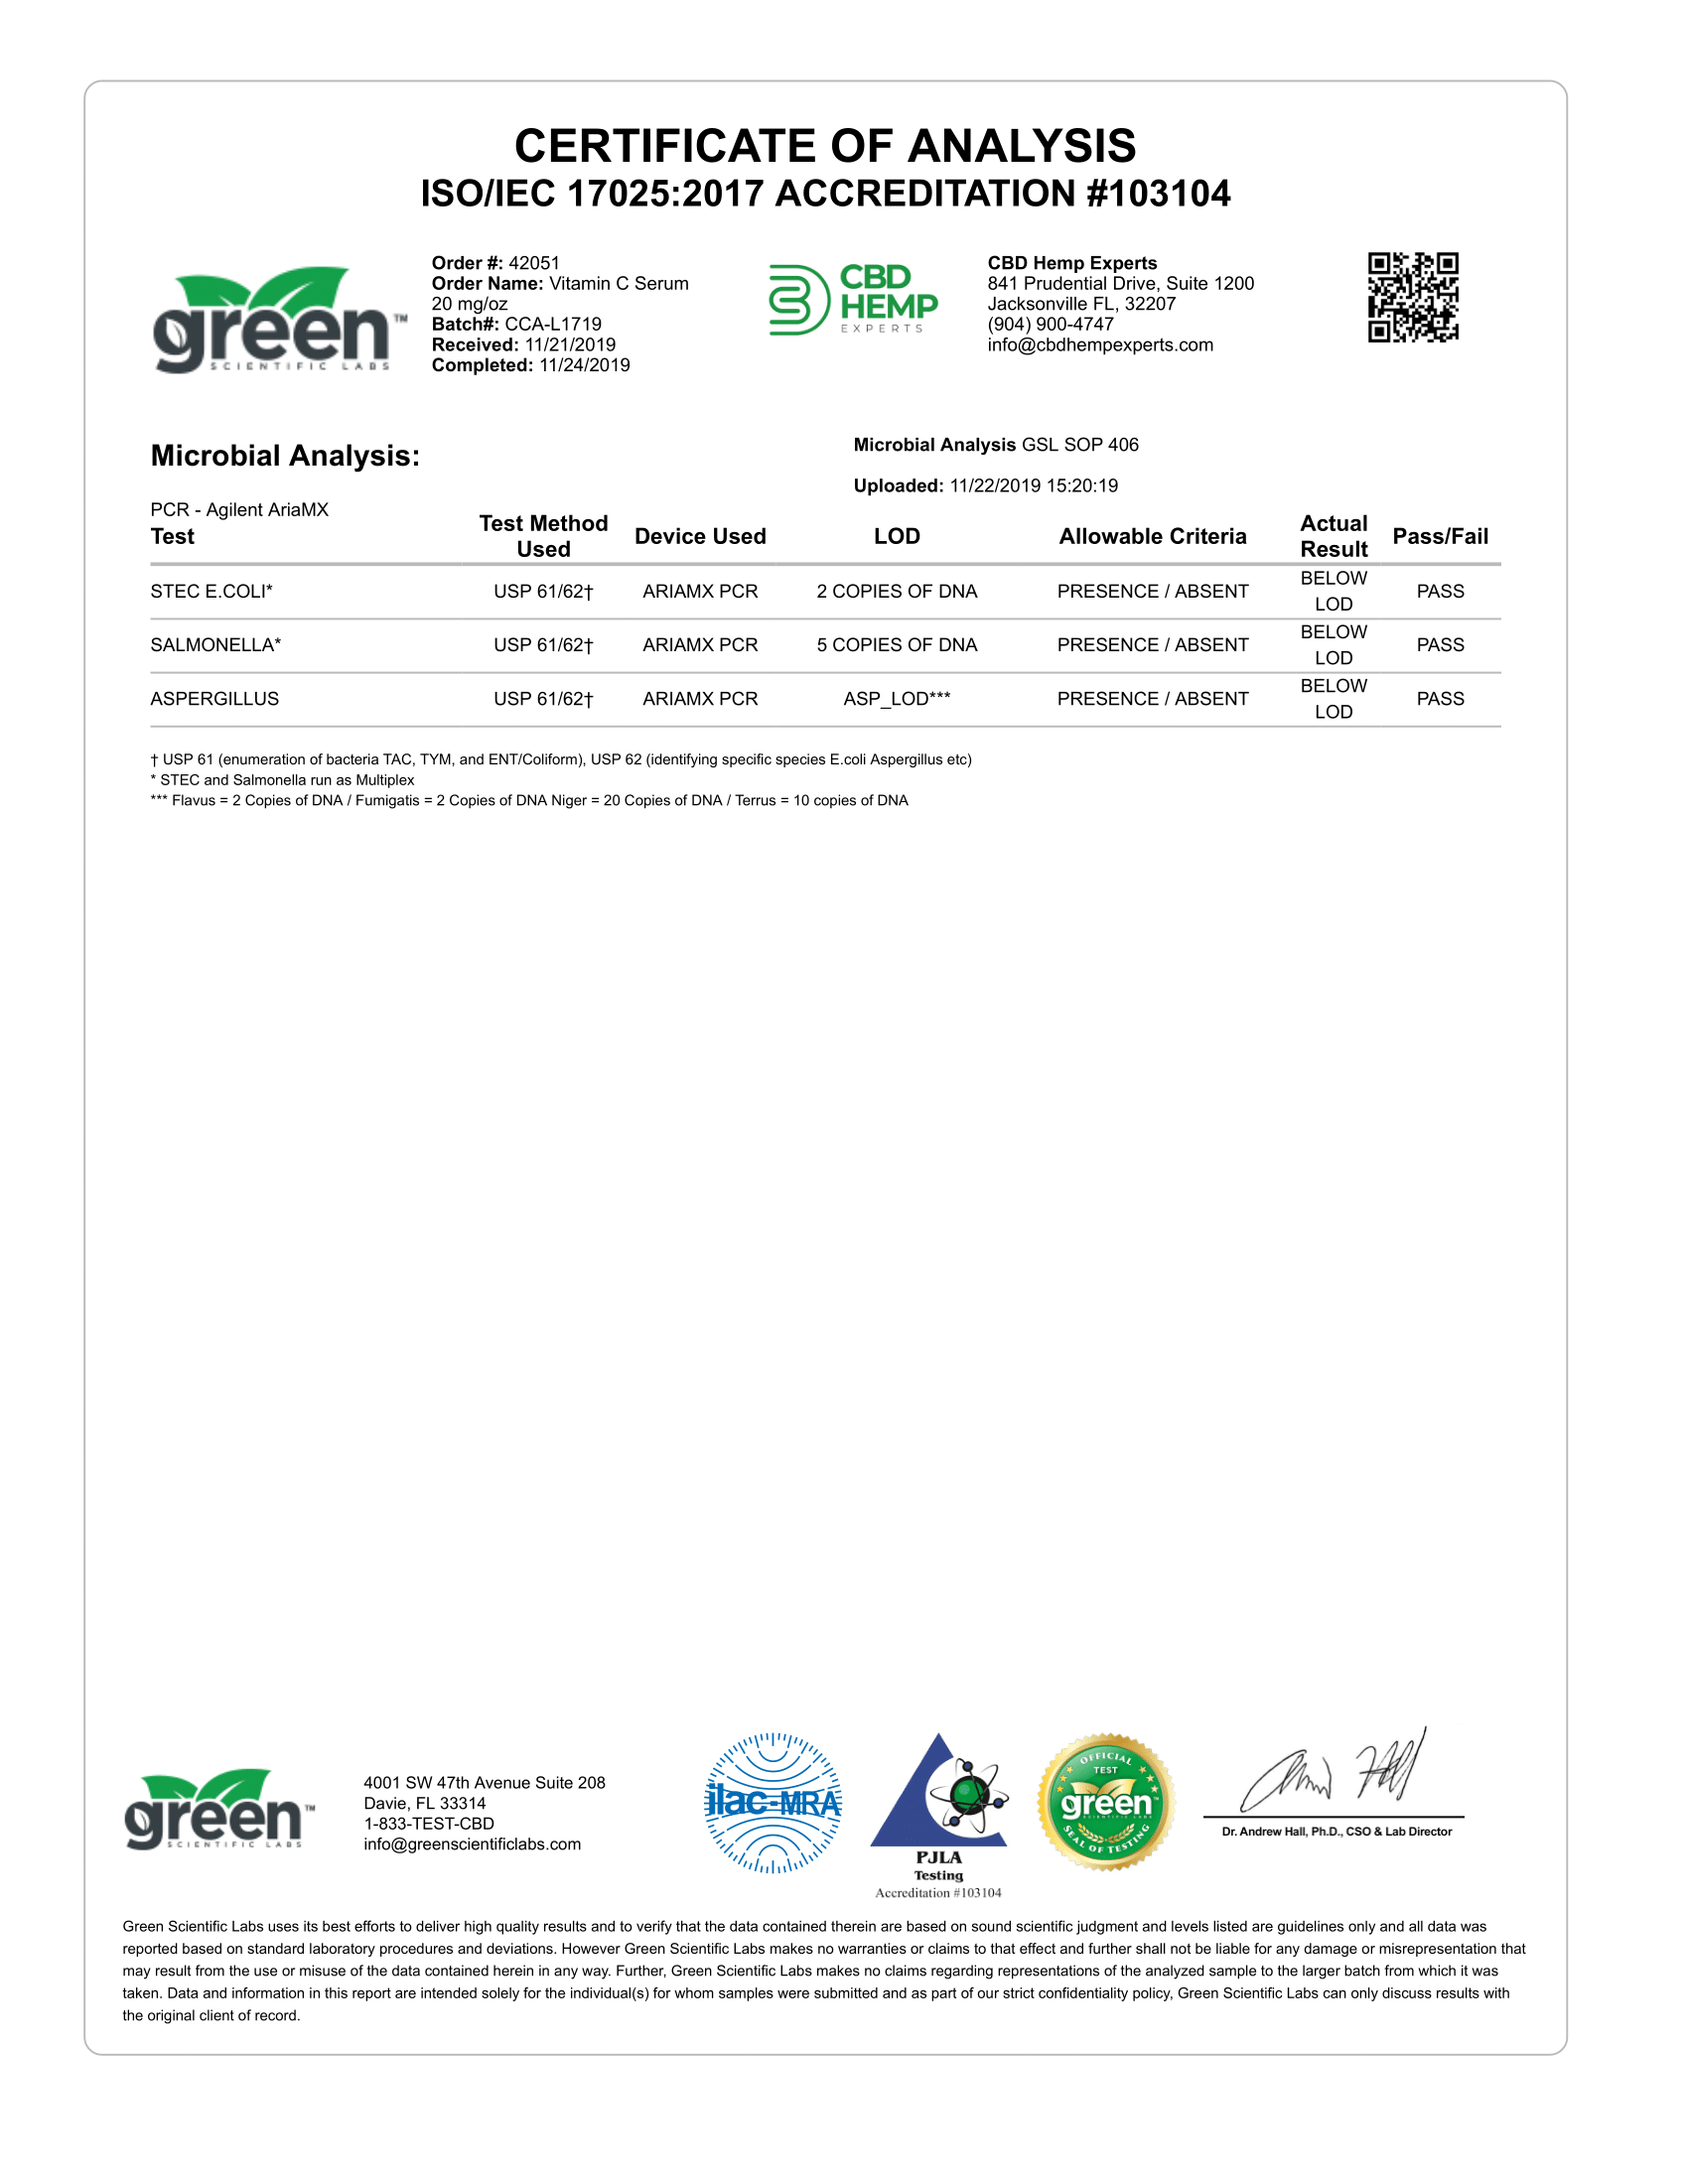 CERTIFICATE OF ANALYSIS
ISO/IEC 17025:2017 ACCREDITATION #103104
green™
SCIENTIFIC LABS
Order #: 42051
Order Name: Vitamin C Serum
20 mg/oz
Batch#: CCA-L1719
Received: 11/21/2019
Completed: 11/24/2019
CBD
HEMP
EXPERTS
CBD Hemp Experts
841 Prudential Drive, Suite 1200
Jacksonville FL, 32207
(904) 900-4747
info@cbdhempexperts.com
Microbial Analysis:
Microbial Analysis GSL SOP 406
Uploaded: 11/22/2019 15:20:19
PCR - Agilent AriaMX
Test Test Method Used Device Used LOD Allowable Criteria Actual Result Pass/Fail
STEC E.COLI* USP 61/62† ARIAMX PCR 2 COPIES OF DNA PRESENCE / ABSENT BELOW LOD PASS
SALMONELLA* USP 61/62† ARIAMX PCR 5 COPIES OF DNA PRESENCE / ABSENT BELOW LOD PASS
ASPERGILLUS USP 61/62† ARIAMX PCR ASP_LOD*** PRESENCE / ABSENT BELOW LOD PASS
† USP 61 (enumeration of bacteria TAC, TYM, and ENT/Coliform), USP 62 (identifying specific species E.coli Aspergillus etc)
* STEC and Salmonella run as Multiplex
*** Flavus = 2 Copies of DNA / Fumigatis = 2 Copies of DNA Niger = 20 Copies of DNA / Terrus = 10 copies of DNA
green™
SCIENTIFIC LABS
4001 SW 47th Avenue Suite 208
Davie, FL 33314
1-833-TEST-CBD
info@greenscientificlabs.com
ilac-MRA
PJLA
Testing
Accreditation #103104
OFFICIAL
TEST
green™
SCIENTIFIC LABS
SEAL OF TESTING
Dr. Andrew Hall, Ph.D., CSO & Lab Director
Green Scientific Labs uses its best efforts to deliver high quality results and to verify that the data contained therein are based on sound scientific judgment and levels listed are guidelines only and all data was
reported based on standard laboratory procedures and deviations. However Green Scientific Labs makes no warranties or claims to that effect and further shall not be liable for any damage or misrepresentation that
may result from the use or misuse of the data contained herein in any way. Further, Green Scientific Labs makes no claims regarding representations of the analyzed sample to the larger batch from which it was
taken. Data and information in this report are intended solely for the individual(s) for whom samples were submitted and as part of our strict confidentiality policy, Green Scientific Labs can only discuss results with
the original client of record.